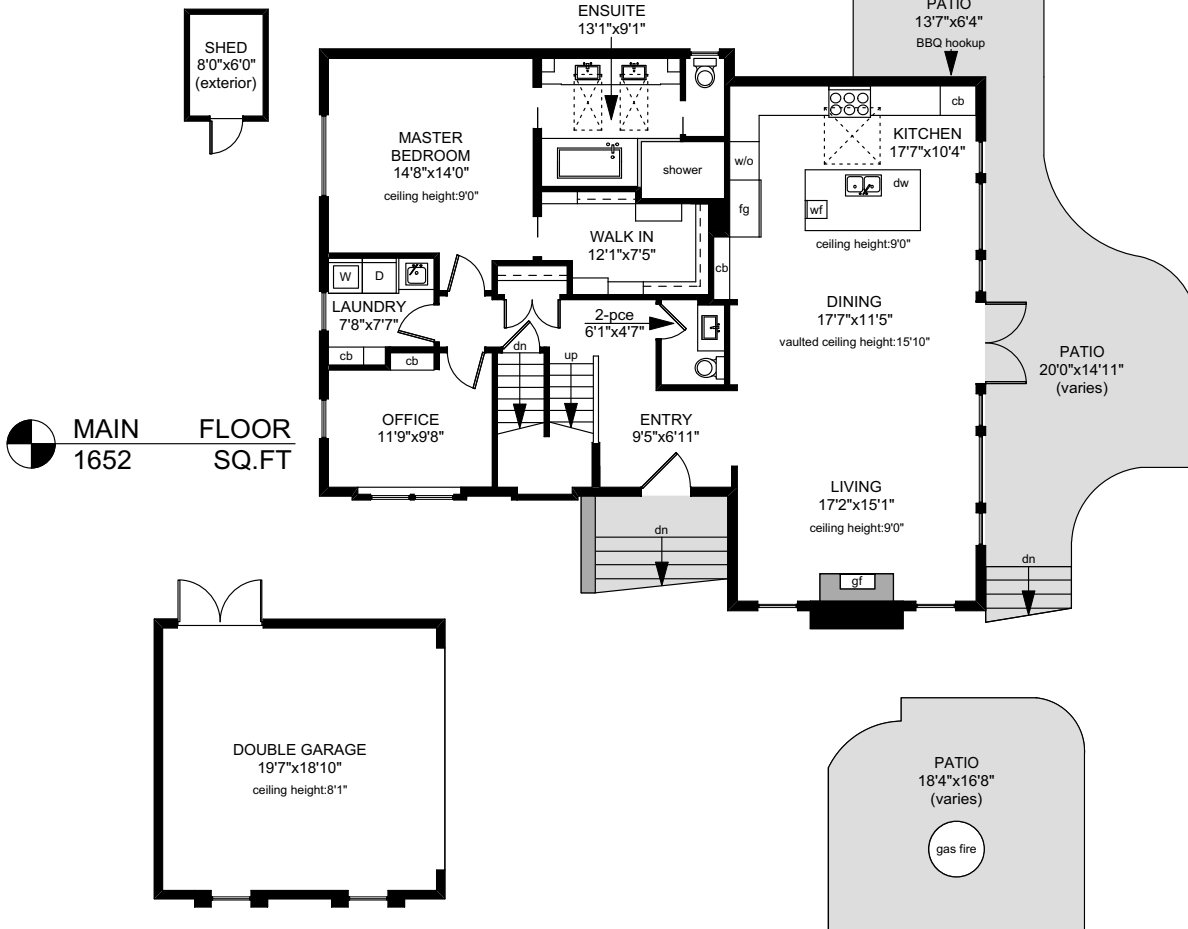 SHED
8'0"x6'0"
(exterior)
ENSUITE
13'1"x9'1"
PATIO
13'7"x6'4"
BBQ hookup
MASTER
BEDROOM
14'8"x14'0"
ceiling height:9'0"
shower
w/o
fg
cb
cb
KITCHEN
17'7"x10'4"
dw
wf
ceiling height:9'0"
WALK IN
12'1"x7'5"
W
D
LAUNDRY
7'8"x7'7"
cb
cb
2-pce
6'1"x4'7"
dn
up
DINING
17'7"x11'5"
vaulted ceiling height:15'10"
PATIO
20'0"x14'11"
(varies)
MAIN FLOOR
1652 SQ.FT
OFFICE
11'9"x9'8"
ENTRY
9'5"x6'11"
LIVING
17'2"x15'1"
ceiling height:9'0"
dn
dn
gf
DOUBLE GARAGE
19'7"x18'10"
ceiling height:8'1"
PATIO
18'4"x16'8"
(varies)
gas fire